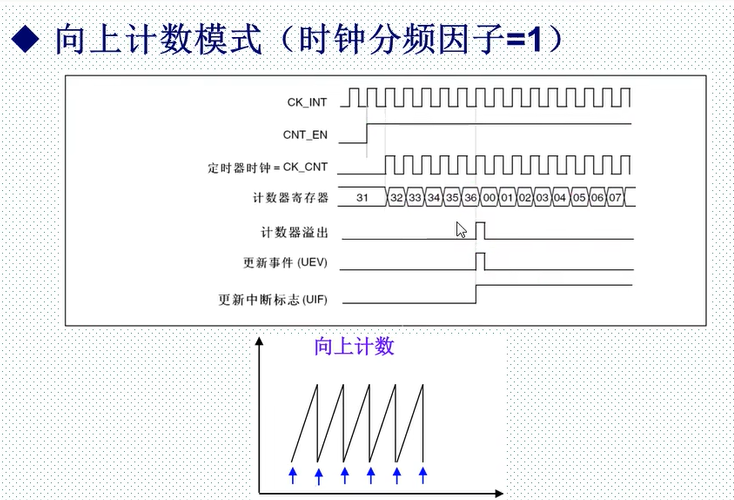 ◆ 向上计数模式（时钟分频因子=1）
CK_INT
CNT_EN
定时器时钟 = CK_CNT
计数器寄存器 31 32 33 34 35 36 00 01 02 03 04 05 06 07
计数器溢出
更新事件 (UEV)
更新中断标志 (UIF)
向上计数